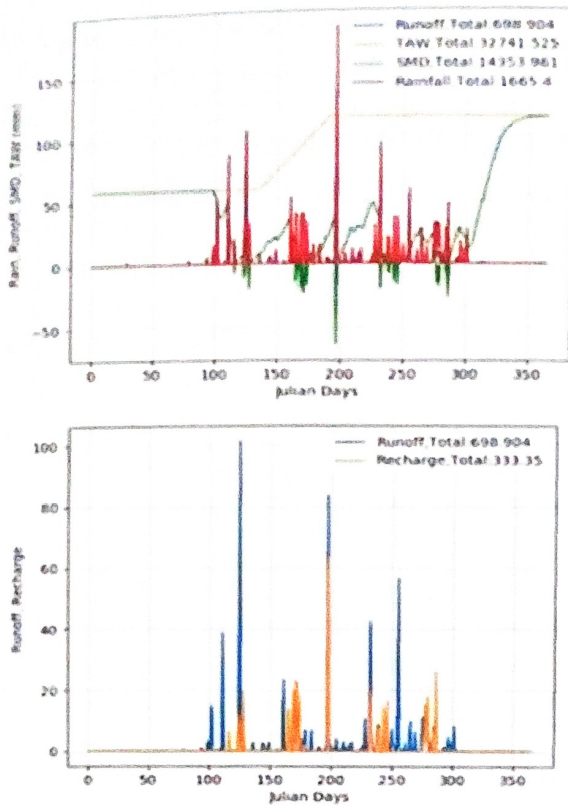 Runoff Total 698.904
TAW Total 32741.525
SMD Total 14353.961
Rainfall Total 1665.4
Rain, Runoff, SMD, TAW (mm)
150
100
50
0
−50
0 50 100 150 200 250 300 350
Julian Days
Runoff,Total 698.904
Recharge,Total 333.35
Runoff, Recharge
100
80
60
40
20
0
0 50 100 150 200 250 300 350
Julian Days